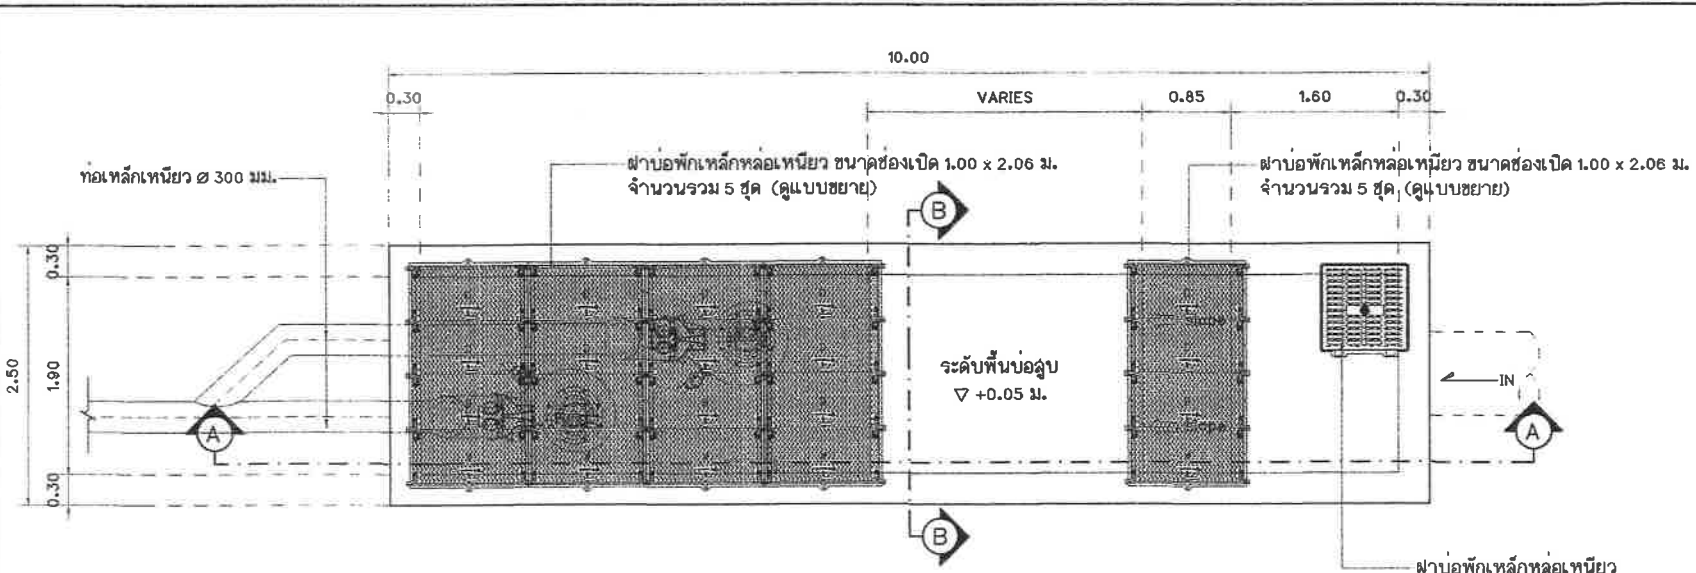 10.00
0.30
VARIES
0.85
1.60
0.30
ท่อเหล็กเหนียว Ø 300 มม.
ฝาบ่อพักเหล็กหล่อเหนียว ขนาดช่องเปิด 1.00 x 2.06 ม.
จำนวนรวม 5 ชุด (ดูแบบขยาย)
ฝาบ่อพักเหล็กหล่อเหนียว ขนาดช่องเปิด 1.00 x 2.06 ม.
จำนวนรวม 5 ชุด (ดูแบบขยาย)
B
0.30
2.50
1.90
0.30
Slope
ระดับพื้นบ่อสูบ
▽ +0.05 ม.
IN
A
Slope
A
B
ฝาบ่อพักเหล็กหล่อเหนียว